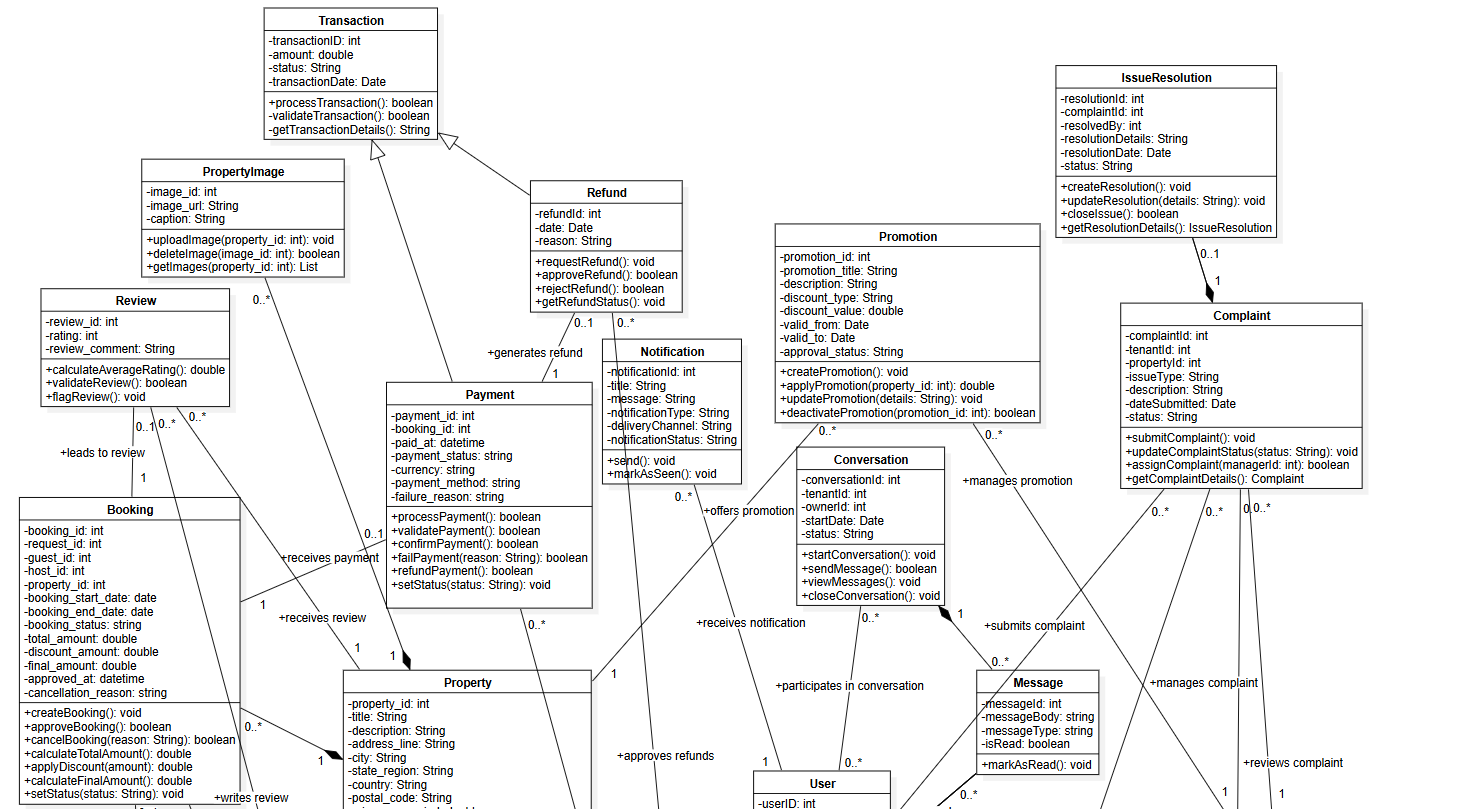 Transaction
-transactionID: int
-amount: double
-status: String
-transactionDate: Date
+processTransaction(): boolean
-validateTransaction(): boolean
-getTransactionDetails(): String
IssueResolution
-resolutionId: int
-complaintId: int
-resolvedBy: int
-resolutionDetails: String
-resolutionDate: Date
-status: String
+createResolution(): void
+updateResolution(details: String): void
+closeIssue(): boolean
+getResolutionDetails(): IssueResolution
PropertyImage
-image_id: int
-image_url: String
-caption: String
+uploadImage(property_id: int): void
+deleteImage(image_id: int): boolean
+getImages(property_id: int): List
Refund
-refundId: int
-date: Date
-reason: String
+requestRefund(): void
+approveRefund(): boolean
+rejectRefund(): boolean
+getRefundStatus(): void
Promotion
-promotion_id: int
-promotion_title: String
-description: String
-discount_type: String
-discount_value: double
-valid_from: Date
-valid_to: Date
-approval_status: String
+createPromotion(): void
+applyPromotion(property_id: int): double
+updatePromotion(details: String): void
+deactivatePromotion(promotion_id: int): boolean
0..1
1
Review
-review_id: int
-rating: int
-review_comment: String
+calculateAverageRating(): double
+validateReview(): boolean
+flagReview(): void
0..*
Complaint
-complaintId: int
-tenantId: int
-propertyId: int
-issueType: String
-description: String
-dateSubmitted: Date
-status: String
+submitComplaint(): void
+updateComplaintStatus(status: String): void
+assignComplaint(managerId: int): boolean
+getComplaintDetails(): Complaint
0..1
0..*
+generates refund
1
Notification
-notificationId: int
-title: String
-message: String
-notificationType: String
-deliveryChannel: String
-notificationStatus: String
+send(): void
+markAsSeen(): void
Payment
-payment_id: int
-booking_id: int
-paid_at: datetime
-payment_status: string
-currency: string
-payment_method: string
-failure_reason: string
+processPayment(): boolean
+validatePayment(): boolean
+confirmPayment(): boolean
+failPayment(reason: String): boolean
+refundPayment(): boolean
+setStatus(status: String): void
0..1
0..*
0..*
+leads to review
1
0..*
0..*
Conversation
-conversationId: int
-tenantId: int
-ownerId: int
-startDate: Date
-status: String
+startConversation(): void
+sendMessage(): boolean
+viewMessages(): void
+closeConversation(): void
+manages promotion
0..*
+offers promotion
0..*
0..*
0..*
Booking
-booking_id: int
-request_id: int
-guest_id: int
-host_id: int
-property_id: int
-booking_start_date: date
-booking_end_date: date
-booking_status: string
-total_amount: double
-discount_amount: double
-final_amount: double
-approved_at: datetime
-cancellation_reason: string
+createBooking(): void
+approveBooking(): boolean
+cancelBooking(reason: String): boolean
+calculateTotalAmount(): double
+applyDiscount(amount): double
+calculateFinalAmount(): double
+setStatus(status: String): void
0..1
+receives payment
1
+receives review
1
1
0..*
+receives notification
0..*
1
+submits complaint
0..*
1
Property
-property_id: int
-title: String
-description: String
-address_line: String
-city: String
-state_region: String
-country: String
-postal_code: String
+participates in conversation
Message
-messageId: int
-messageBody: string
-messageType: string
-isRead: boolean
+markAsRead(): void
+manages complaint
0..*
1
+approves refunds
1
0..*
+reviews complaint
User
-userID: int
0..*
1
1
+writes review